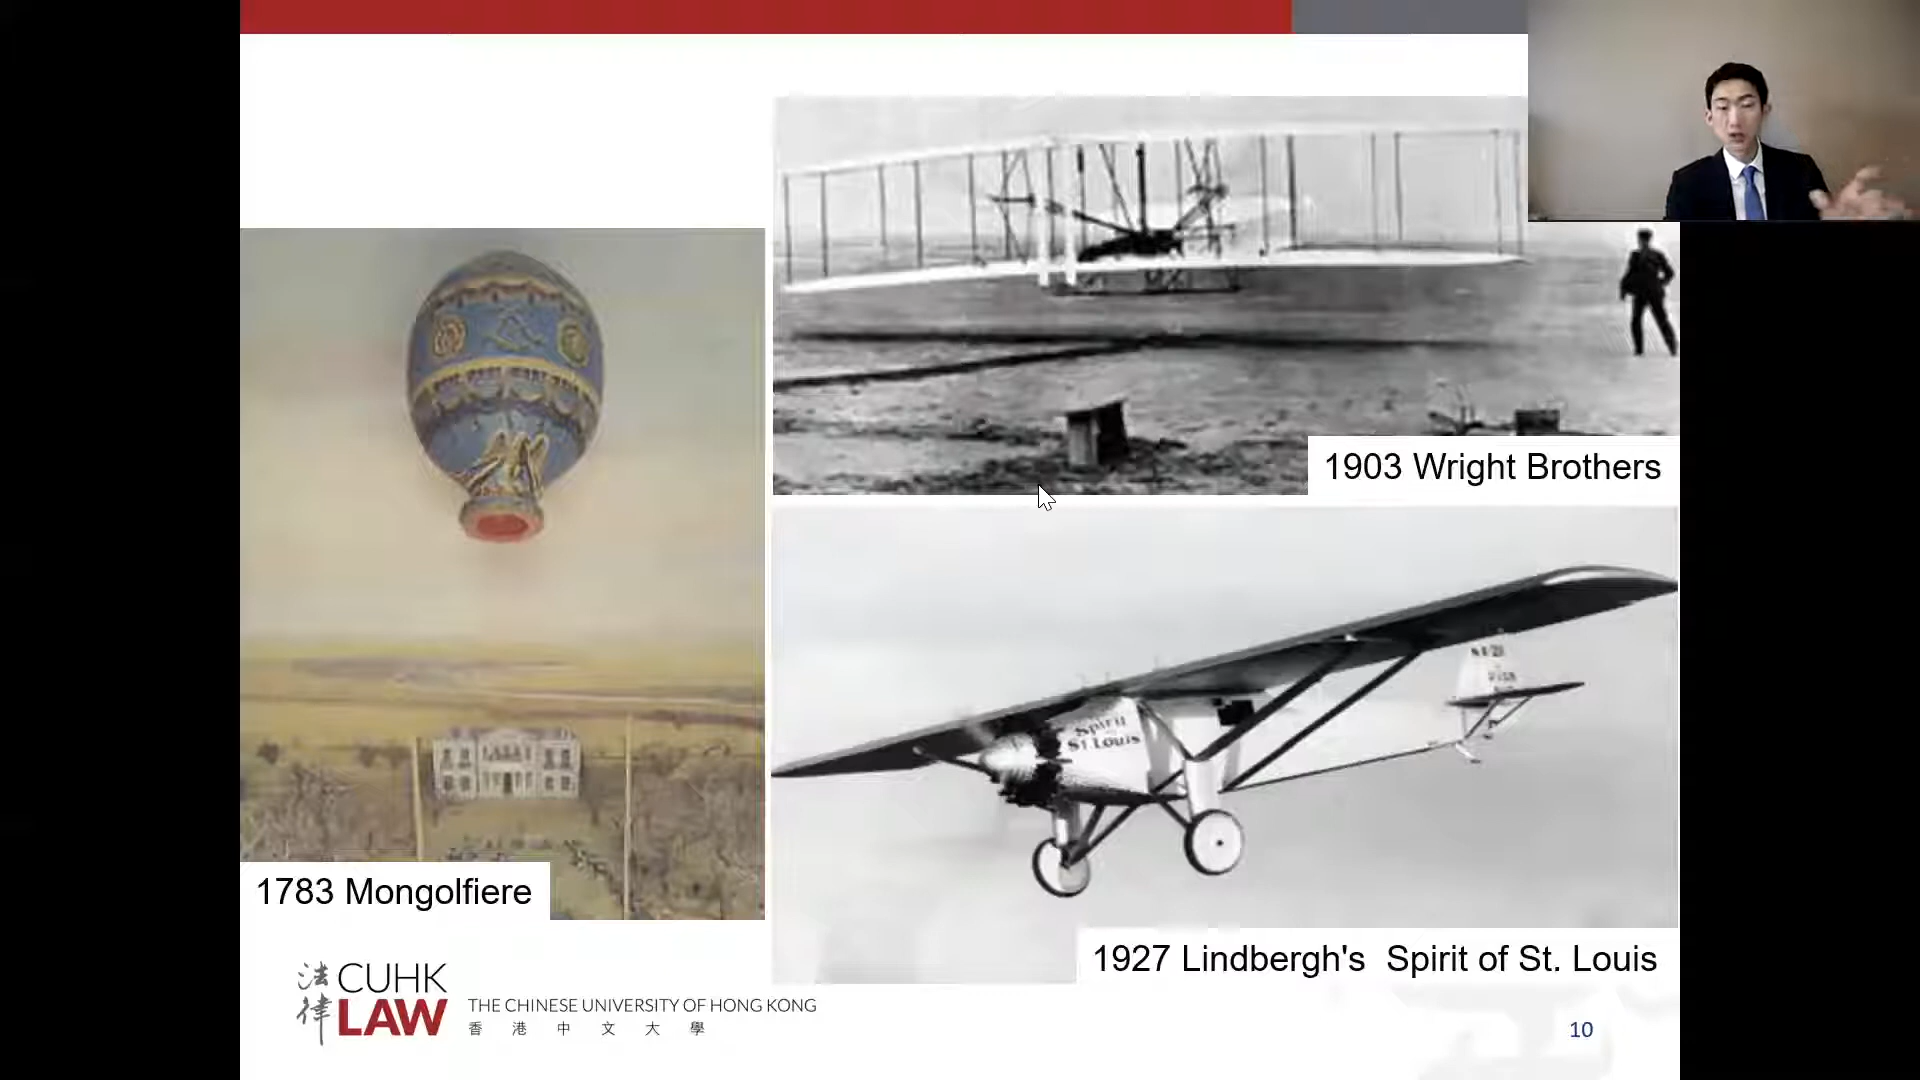 1903 Wright Brothers
Spirit
ST. Louis
1783 Mongolfiere
1927 Lindbergh's  Spirit of St. Louis
法律
CUHK
LAW
THE CHINESE UNIVERSITY OF HONG KONG
香港中文大學
10